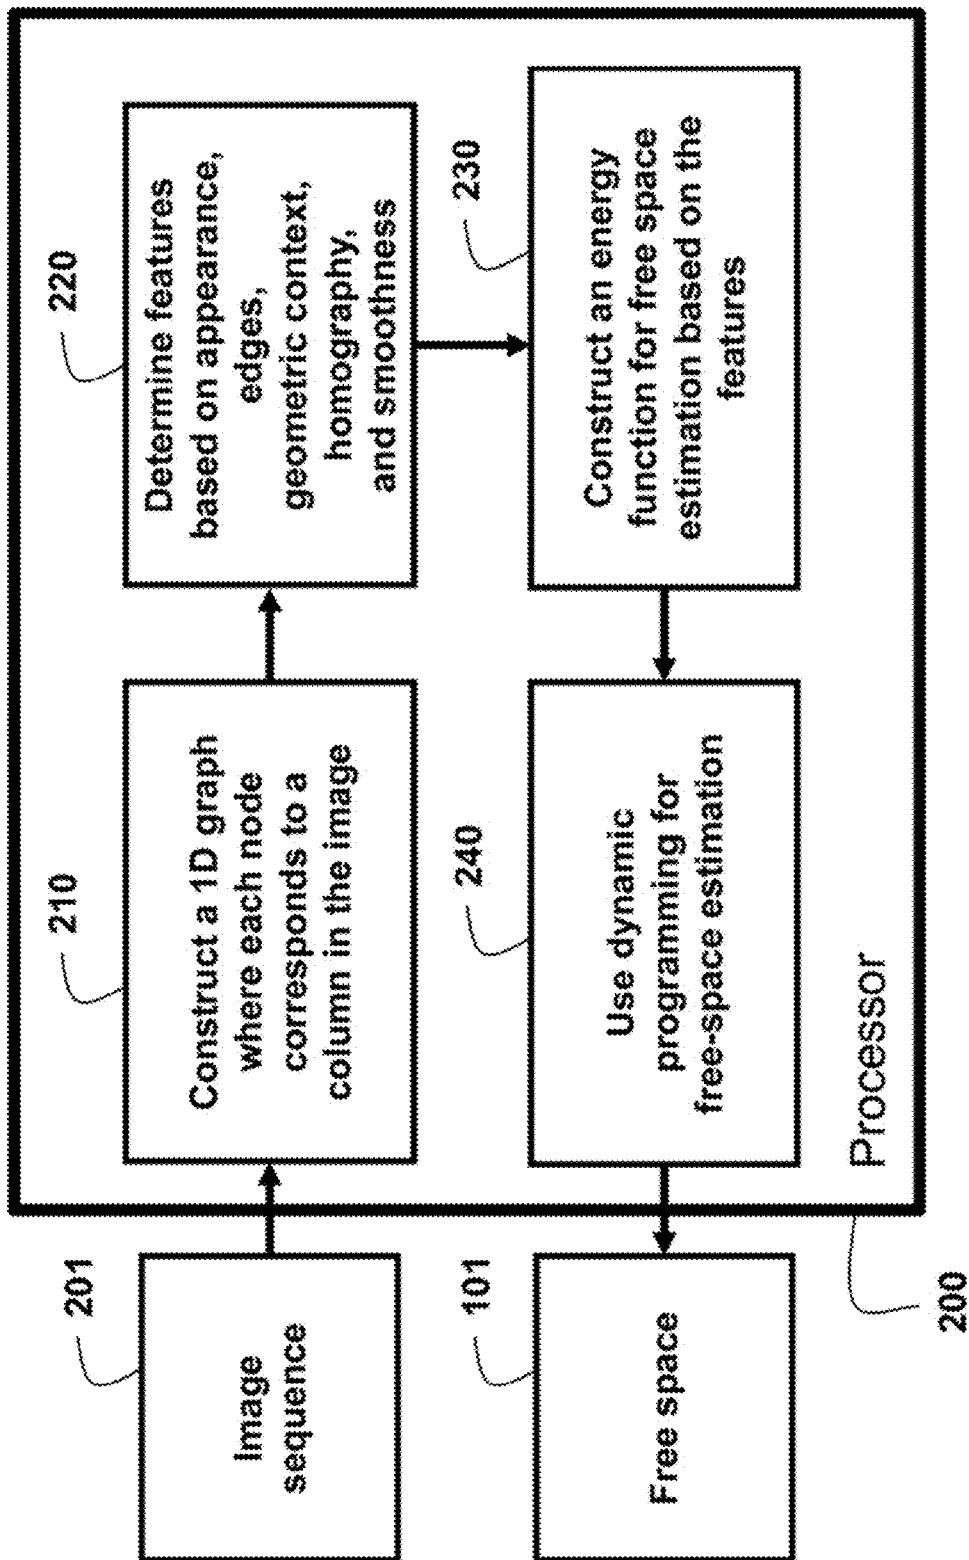 201
Image
sequence
210
Construct a 1D graph
where each node
corresponds to a
column in the image
220
Determine features
based on appearance,
edges,
geometric context,
homography,
and smoothness
230
Construct an energy
function for free space
estimation based on the
features
240
Use dynamic
programming for
free-space estimation
101
Free space
Processor
200